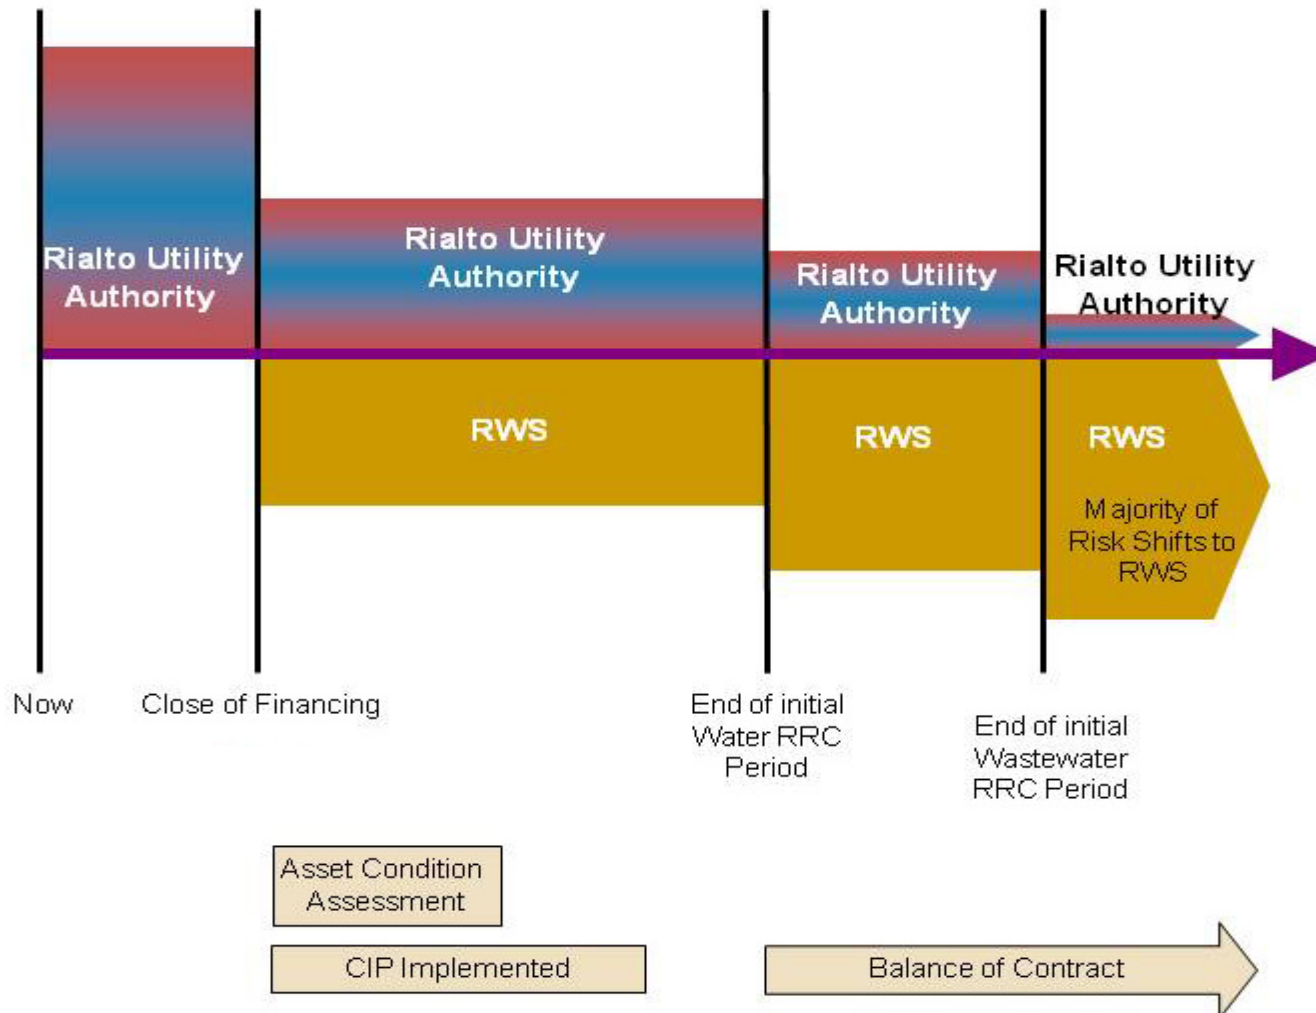 Rialto Utility
Authority
Rialto Utility
Authority
Rialto Utility
Authority
Rialto Utility
Authority
RWS
RWS
RWS
Majority of
Risk Shifts to
RWS
Now
Close of Financing
End of initial
Water RRC
Period
End of initial
Wastewater
RRC Period
Asset Condition
Assessment
CIP Implemented
Balance of Contract